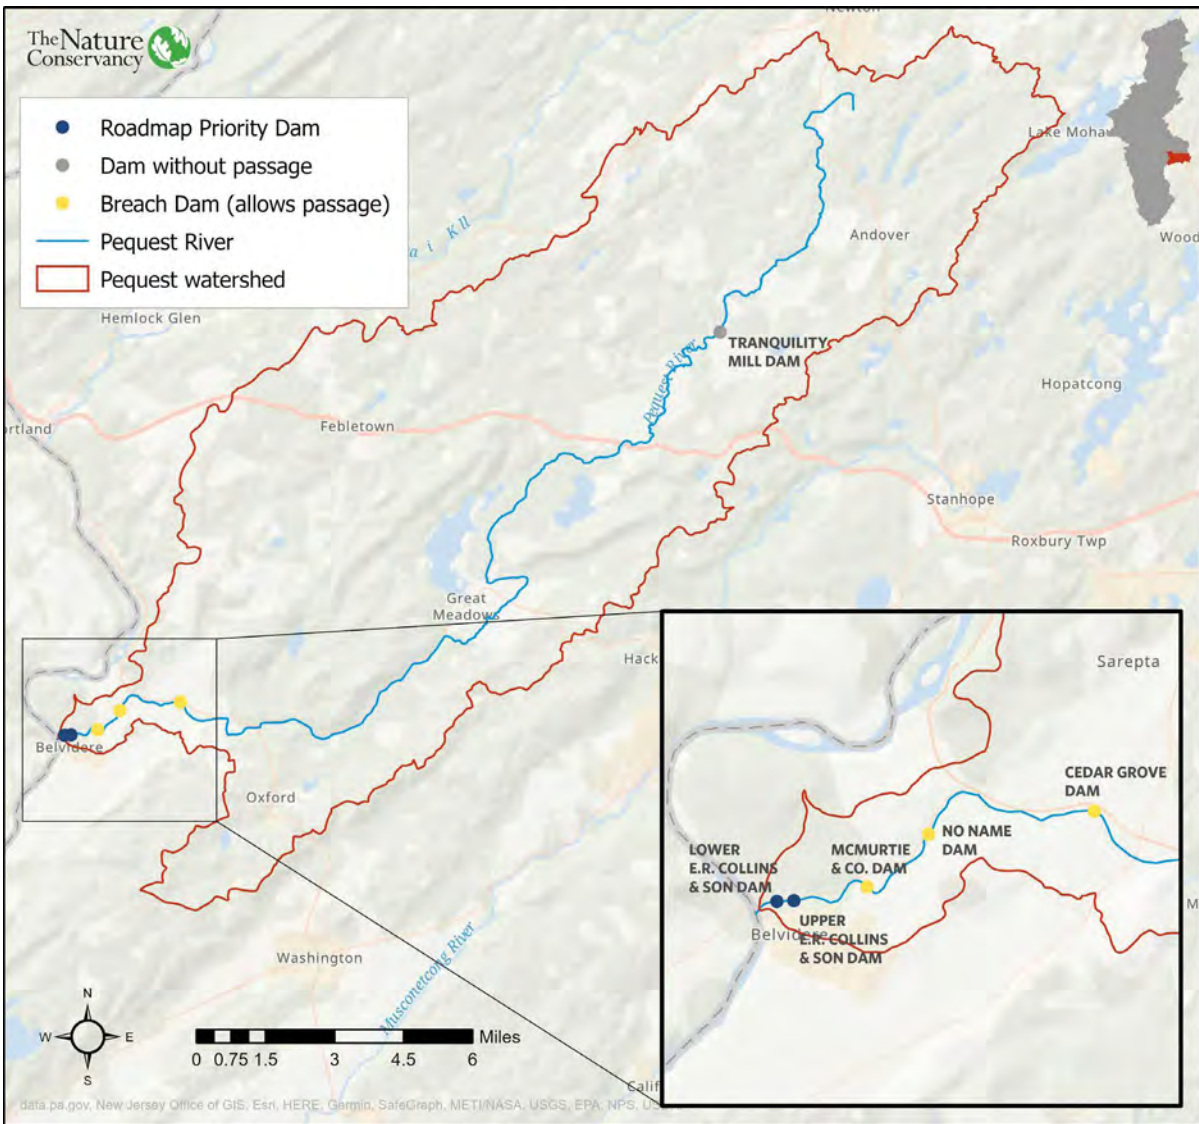 Newton
The Nature
Conservancy
Roadmap Priority Dam
Dam without passage
Breach Dam (allows passage)
Pequest River
Pequest watershed
Lake Moha
Wood
Andover
a i Kll
Hemlock Glen
TRANQUILITY
MILL DAM
Pequest River
Hopatcong
ortland
Febletown
Stanhope
Roxbury Twp
Great
Meadows
Hack
Belvidere
Oxford
Washington
Musconetcong River
Sarepta
CEDAR GROVE
DAM
NO NAME
DAM
MCMURTIE
& CO. DAM
LOWER
E.R. COLLINS
& SON DAM
UPPER
E.R. COLLINS
& SON DAM
Belvidere
M
Calif
N
W E
S
0 0.75 1.5 3 4.5 6 Miles
data.pa.gov, New Jersey Office of GIS, Esri, HERE, Garmin, SafeGraph, METI/NASA, USGS, EPA, NPS,